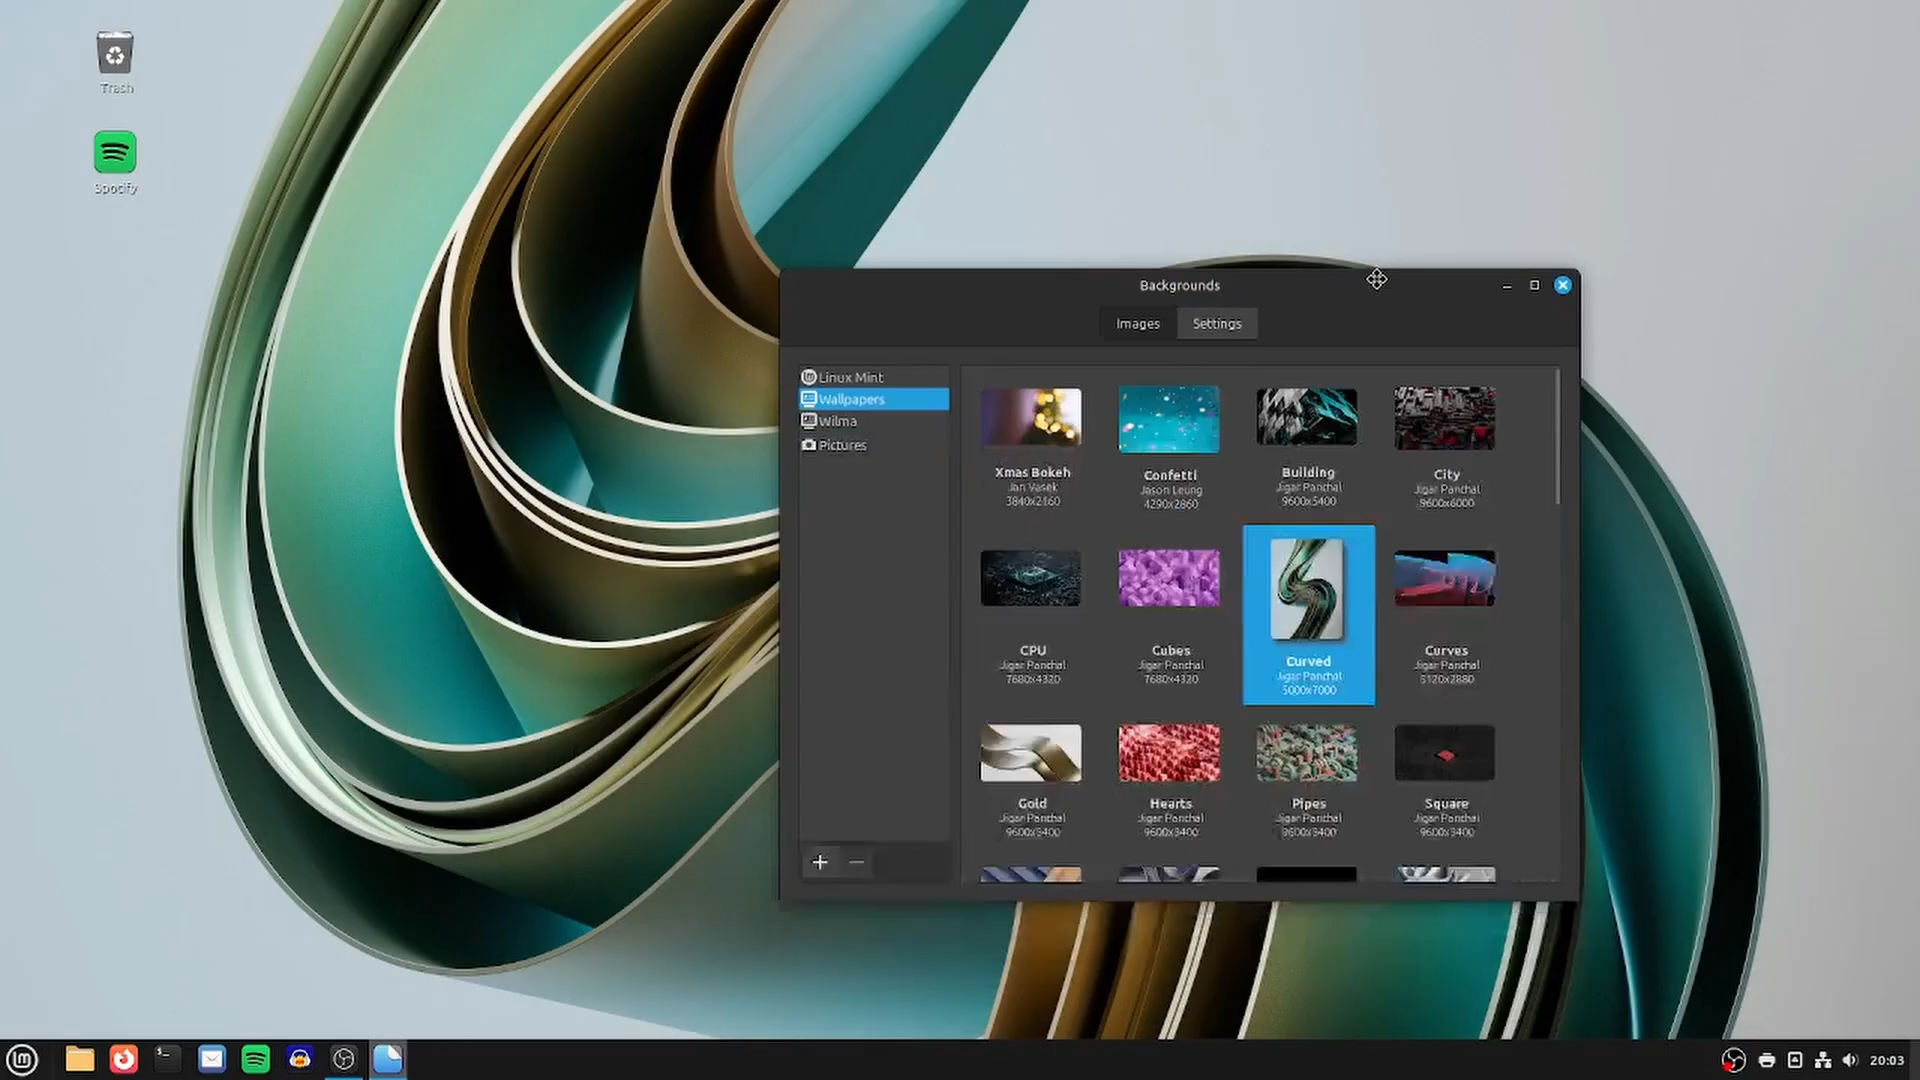 Trash
Spotify
Backgrounds
Images
Settings
Linux Mint
Wallpapers
Wilma
Pictures
Xmas Bokeh
Jan Vasek
3840x2160
Confetti
Jason Leung
4290x2860
Building
Jigar Panchal
9600x5400
City
Jigar Panchal
9600x6000
CPU
Jigar Panchal
7680x4320
Cubes
Jigar Panchal
7680x4320
Curved
Jigar Panchal
5000x7000
Curves
Jigar Panchal
5120x2880
Gold
Jigar Panchal
9600x5400
Hearts
Jigar Panchal
9600x5400
Pipes
Jigar Panchal
9600x5400
Square
Jigar Panchal
9600x5400
20:03